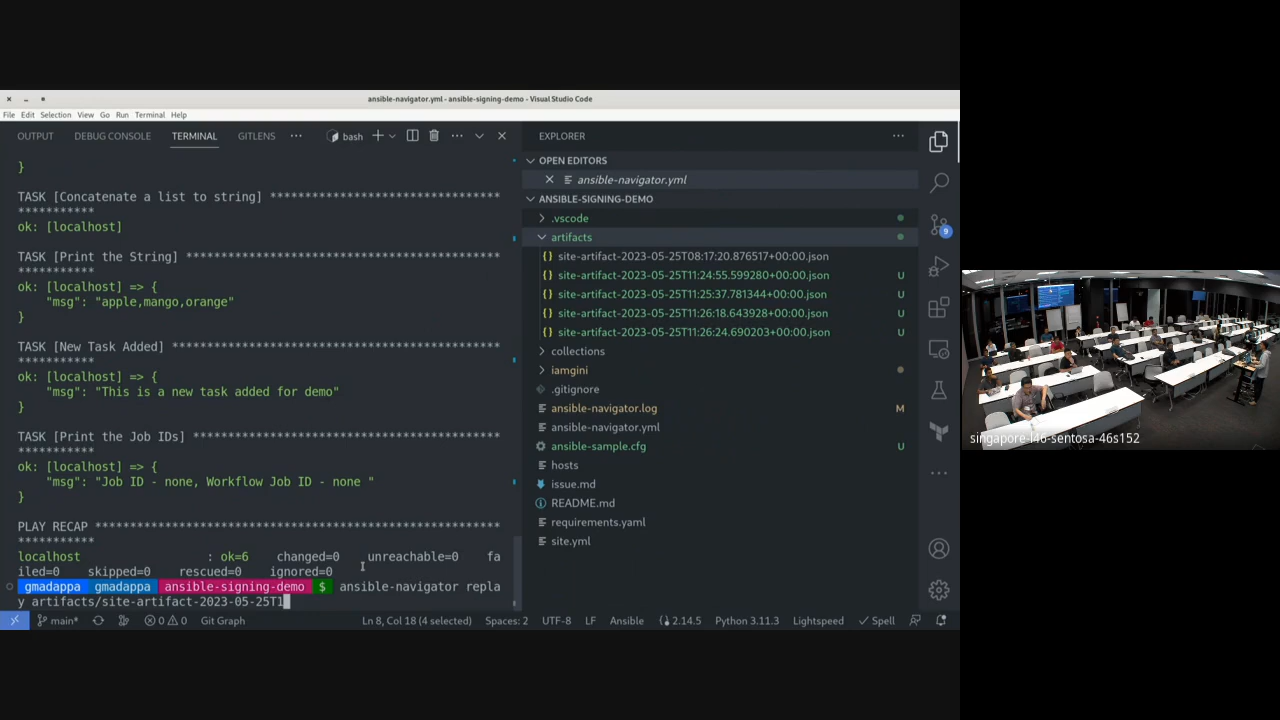 ansible-navigator.yml - ansible-signing-demo - Visual Studio Code
File Edit Selection View Go Run Terminal Help
OUTPUT DEBUG CONSOLE TERMINAL GITLENS bash
}
TASK [Concatenate a list to string] *********************************
***********
ok: [localhost]
TASK [Print the String] *********************************************
***********
ok: [localhost] => {
"msg": "apple,mango,orange"
}
TASK [New Task Added] ***********************************************
***********
ok: [localhost] => {
"msg": "This is a new task added for demo"
}
TASK [Print the Job IDs] ********************************************
***********
ok: [localhost] => {
"msg": "Job ID - none, Workflow Job ID - none "
}
PLAY RECAP **********************************************************
***********
localhost : ok=6 changed=0 unreachable=0 fa
iled=0 skipped=0 rescued=0 ignored=0
gmadappa gmadappa ansible-signing-demo $ ansible-navigator repla
y artifacts/site-artifact-2023-05-25T1
EXPLORER
OPEN EDITORS
ansible-navigator.yml
ANSIBLE-SIGNING-DEMO
.vscode
artifacts
{} site-artifact-2023-05-25T08:17:20.876517+00:00.json
{} site-artifact-2023-05-25T11:24:55.599280+00:00.json U
{} site-artifact-2023-05-25T11:25:37.781344+00:00.json U
{} site-artifact-2023-05-25T11:26:18.643928+00:00.json U
{} site-artifact-2023-05-25T11:26:24.690203+00:00.json U
collections
iamgini
.gitignore
ansible-navigator.log M
ansible-navigator.yml
ansible-sample.cfg U
hosts
issue.md
README.md
requirements.yaml
site.yml
9
main* 0 0 Git Graph Ln 8, Col 18 (4 selected) Spaces: 2 UTF-8 LF Ansible 2.14.5 Python 3.11.3 Lightspeed Spell
singapore-l46-sentosa-46s152